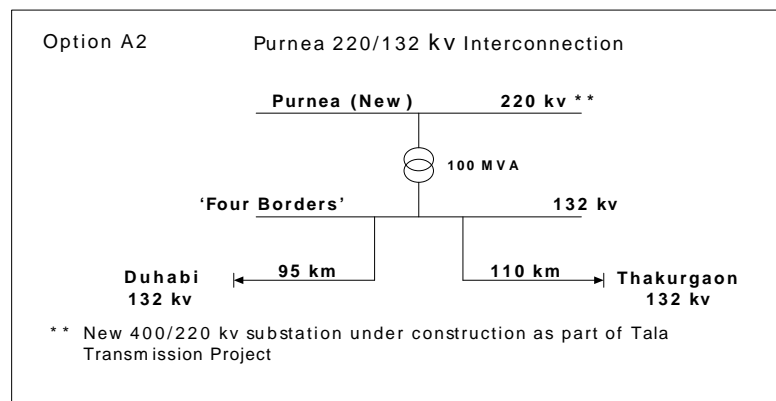 Option A2 Purnea 220/132 kv Interconnection
Purnea (New) 220 kv **
100 MVA
‘Four Borders’ 132 kv
95 km 110 km
Duhabi Thakurgaon
132 kv 132 kv
** New 400/220 kv substation under construction as part of Tala
Transmission Project